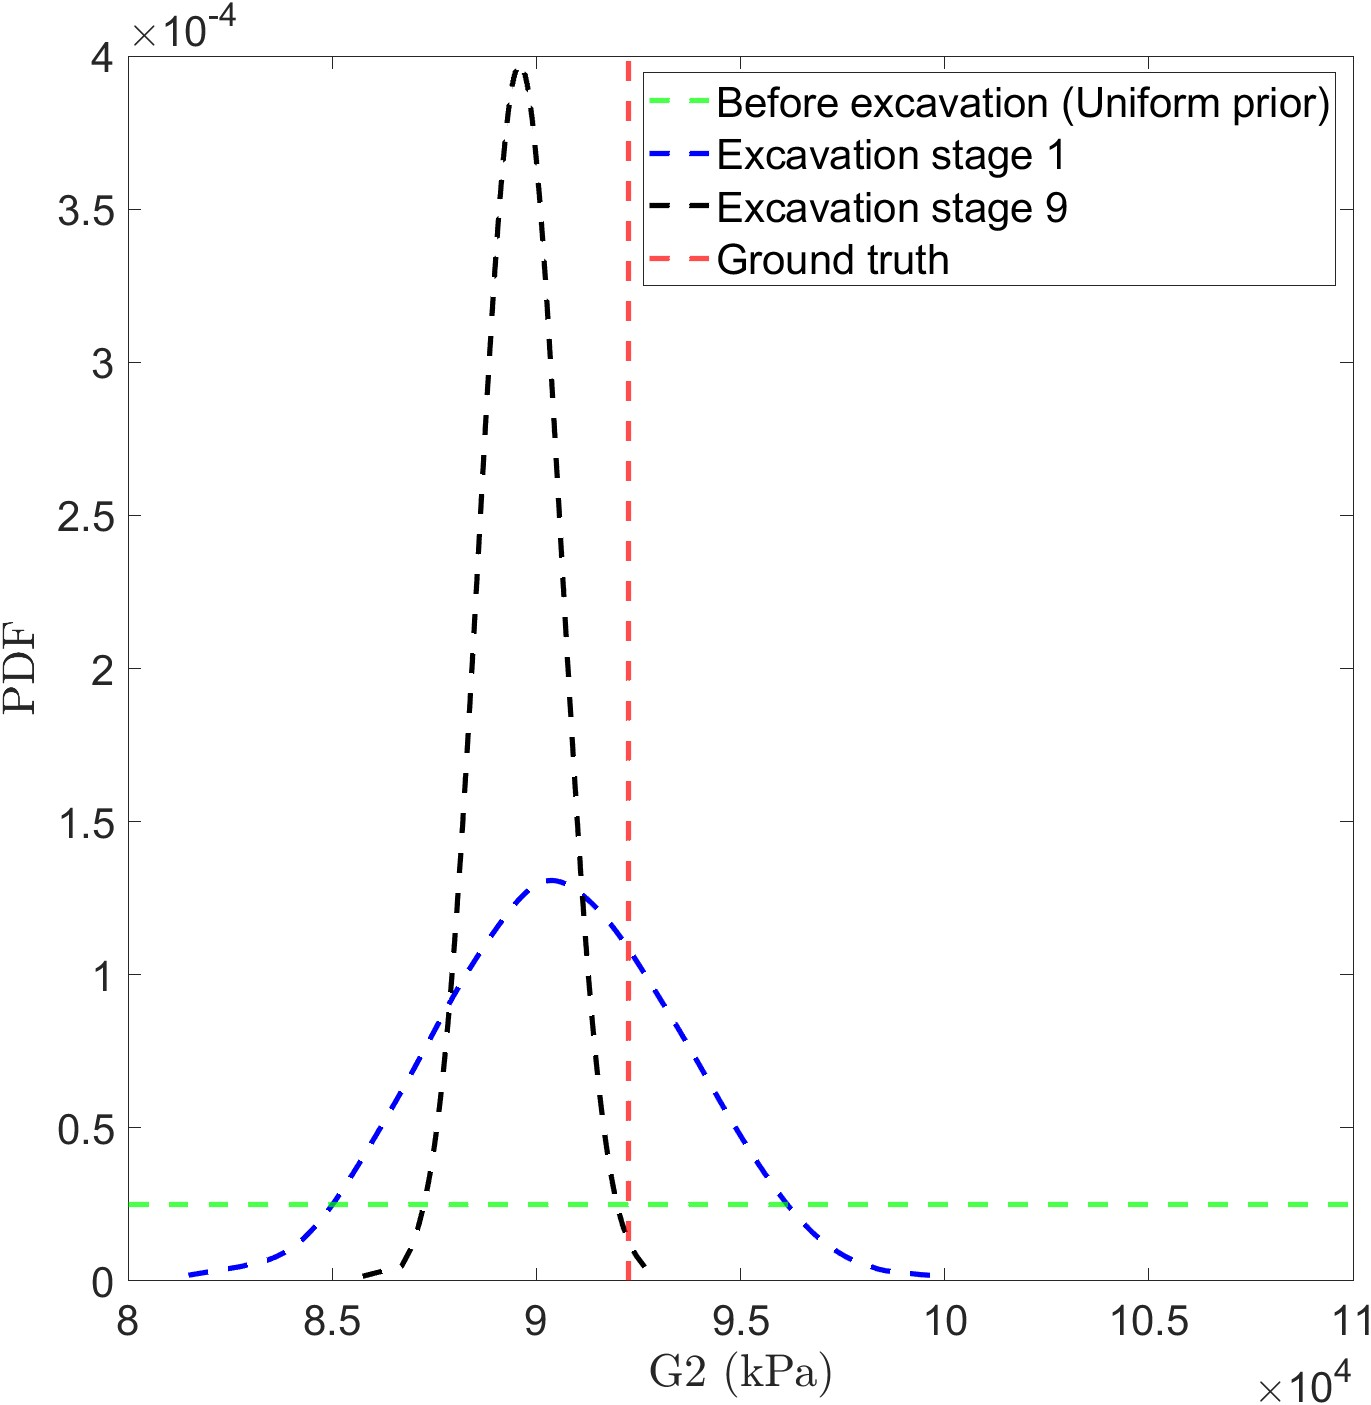 ×10-4
4
3.5
3
2.5
2
1.5
1
0.5
0
PDF
Before excavation (Uniform prior)
Excavation stage 1
Excavation stage 9
Ground truth
8 8.5 9 9.5 10 10.5 11
G2 (kPa)
×104